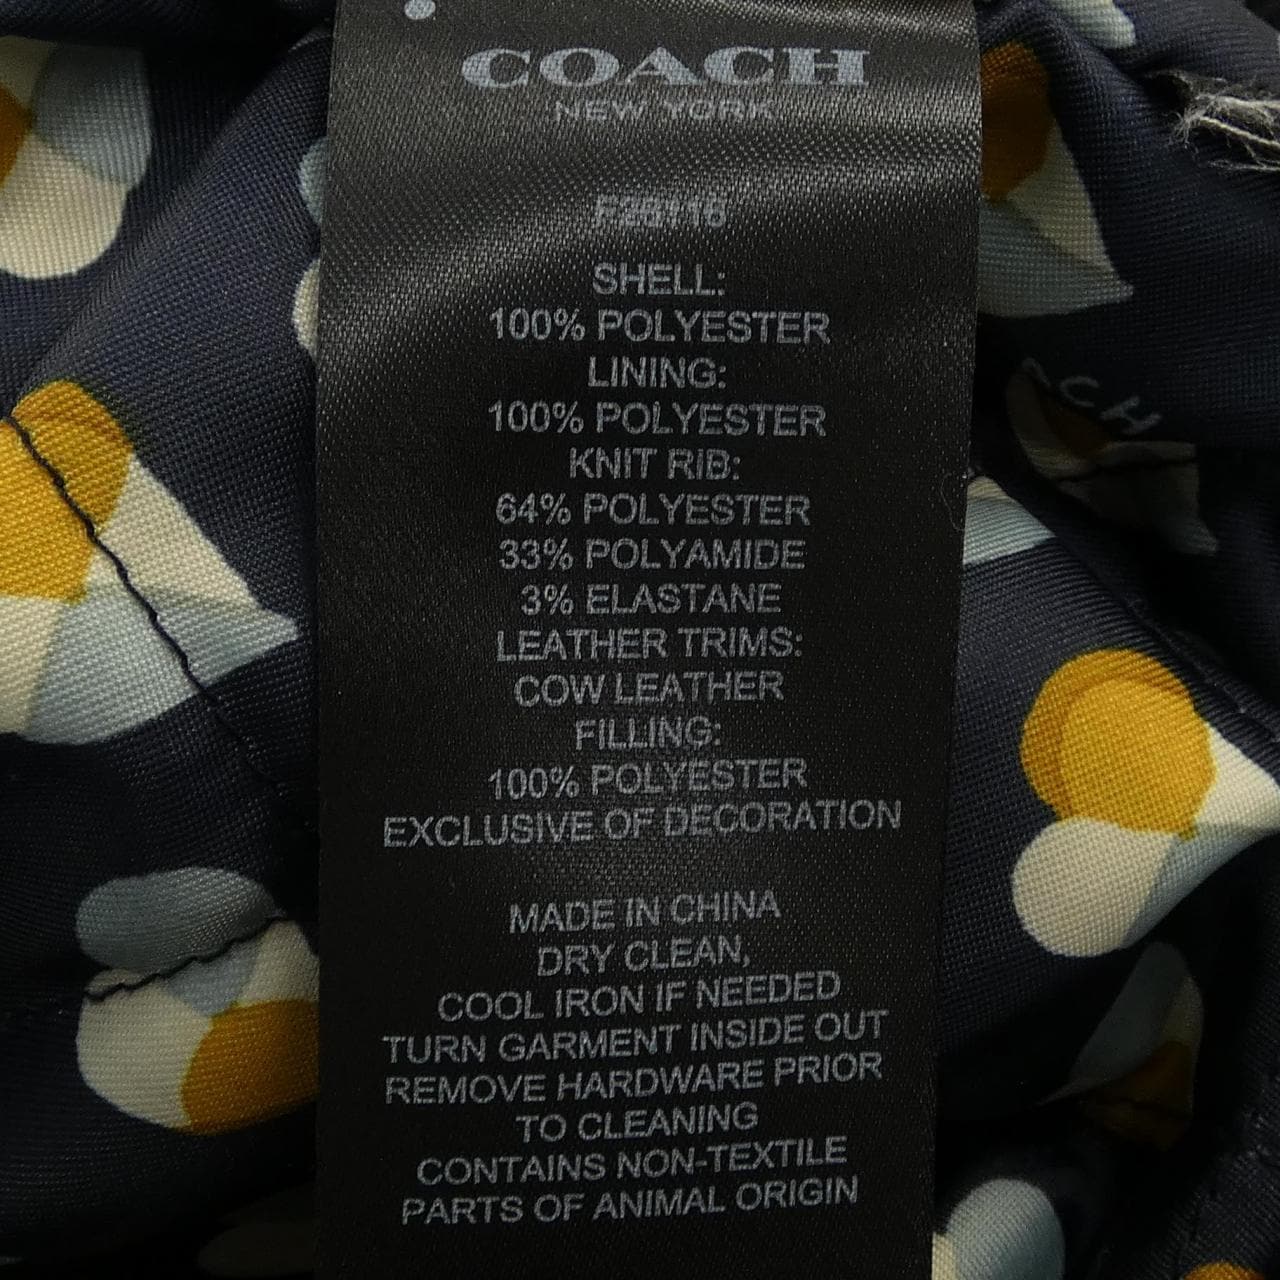 COACH
NEW YORK
SHELL:
100% POLYESTER
LINING:
100% POLYESTER
KNIT RIB:
64% POLYESTER
33% POLYAMIDE
3% ELASTANE
LEATHER TRIMS:
COW LEATHER
FILLING:
100% POLYESTER
EXCLUSIVE OF DECORATION
MADE IN CHINA
DRY CLEAN,
COOL IRON IF NEEDED
TURN GARMENT INSIDE OUT
REMOVE HARDWARE PRIOR
TO CLEANING
CONTAINS NON-TEXTILE
PARTS OF ANIMAL ORIGIN